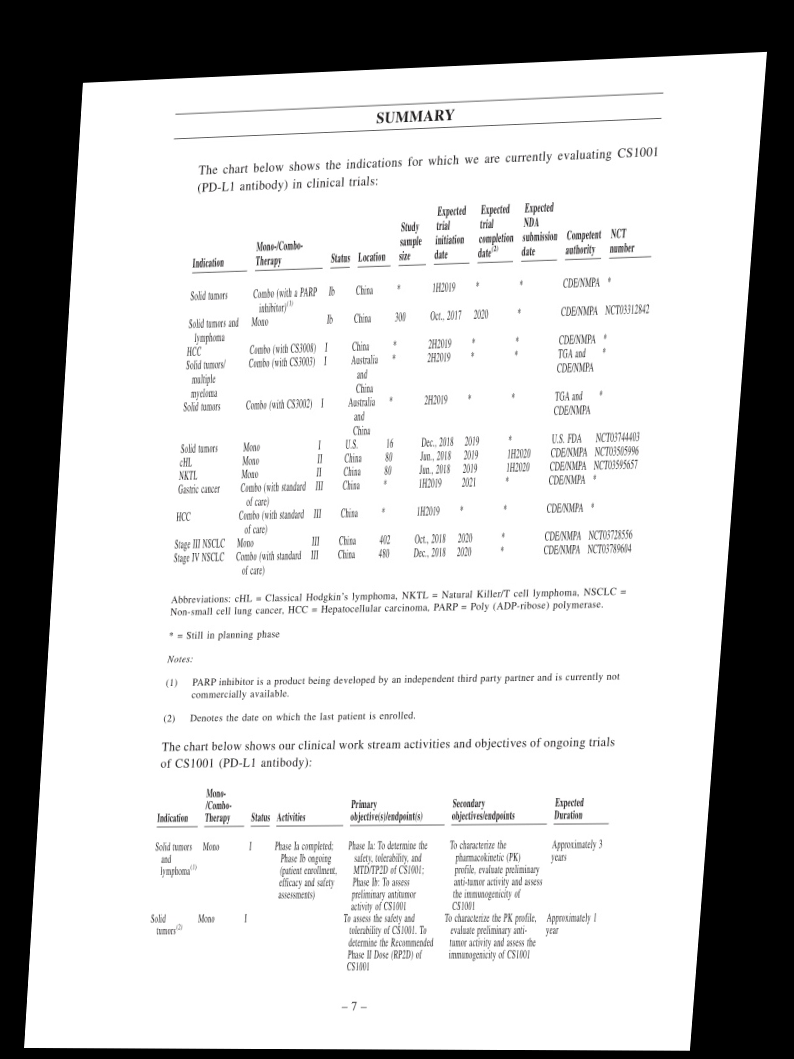 SUMMARY
The chart below shows the indications for which we are currently evaluating CS1001
(PD-L1 antibody) in clinical trials:
Indication Mono-/Combo-Therapy Status Location Study sample size Expected trial initiation date Expected trial completion date(2) Expected NDA submission date Competent authority NCT number
Solid tumors Combo (with a PARP Ib China * 1H2019 * * CDE/NMPA *
inhibitor)(1)
Solid tumors and Mono Ib China 300 Oct., 2017 2020 * CDE/NMPA NCT03312842
lymphoma
HCC Combo (with CS3008) I China * 2H2019 * * CDE/NMPA *
Solid tumors/ Combo (with CS3003) I Australia * 2H2019 * * TGA and *
multiple and CDE/NMPA
myeloma China
Solid tumors Combo (with CS3002) I Australia * 2H2019 * * TGA and *
and CDE/NMPA
China
Solid tumors Mono I U.S. 16 Dec., 2018 2019 * U.S. FDA NCT03744403
cHL Mono II China 80 Jun., 2018 2019 1H2020 CDE/NMPA NCT03505996
NKTL Mono II China 80 Jun., 2018 2019 1H2020 CDE/NMPA NCT03595657
Gastric cancer Combo (with standard III China * 1H2019 2021 * CDE/NMPA *
of care)
HCC Combo (with standard III China * 1H2019 * * CDE/NMPA *
of care)
Stage III NSCLC Mono III China 402 Oct., 2018 2020 * CDE/NMPA NCT03728556
Stage IV NSCLC Combo (with standard III China 480 Dec., 2018 2020 * CDE/NMPA NCT03789604
of care)
Abbreviations: cHL = Classical Hodgkin's lymphoma, NKTL = Natural Killer/T cell lymphoma, NSCLC =
Non-small cell lung cancer, HCC = Hepatocellular carcinoma, PARP = Poly (ADP-ribose) polymerase.
* = Still in planning phase
Notes:
(1) PARP inhibitor is a product being developed by an independent third party partner and is currently not
commercially available.
(2) Denotes the date on which the last patient is enrolled.
The chart below shows our clinical work stream activities and objectives of ongoing trials
of CS1001 (PD-L1 antibody):
Mono-
/Combo- Primary Secondary Expected
Indication Therapy Status Activities objective(s)/endpoint(s) objectives/endpoints Duration
Solid tumors Mono I Phase Ia completed; Phase Ia: To determine the To characterize the Approximately 3
and Phase Ib ongoing safety, tolerability, and pharmacokinetic (PK) years
lymphoma(1) (patient enrollment, MTD/TP2D of CS1001; profile, evaluate preliminary
efficacy and safety Phase Ib: To assess anti-tumor activity and assess
assessments) preliminary antitumor the immunogenicity of
activity of CS1001 CS1001
Solid Mono I To assess the safety and To characterize the PK profile, Approximately 1
tumors(2) tolerability of CS1001. To evaluate preliminary anti- year
determine the Recommended tumor activity and assess the
Phase II Dose (RP2D) of immunogenicity of CS1001
CS1001
– 7 –